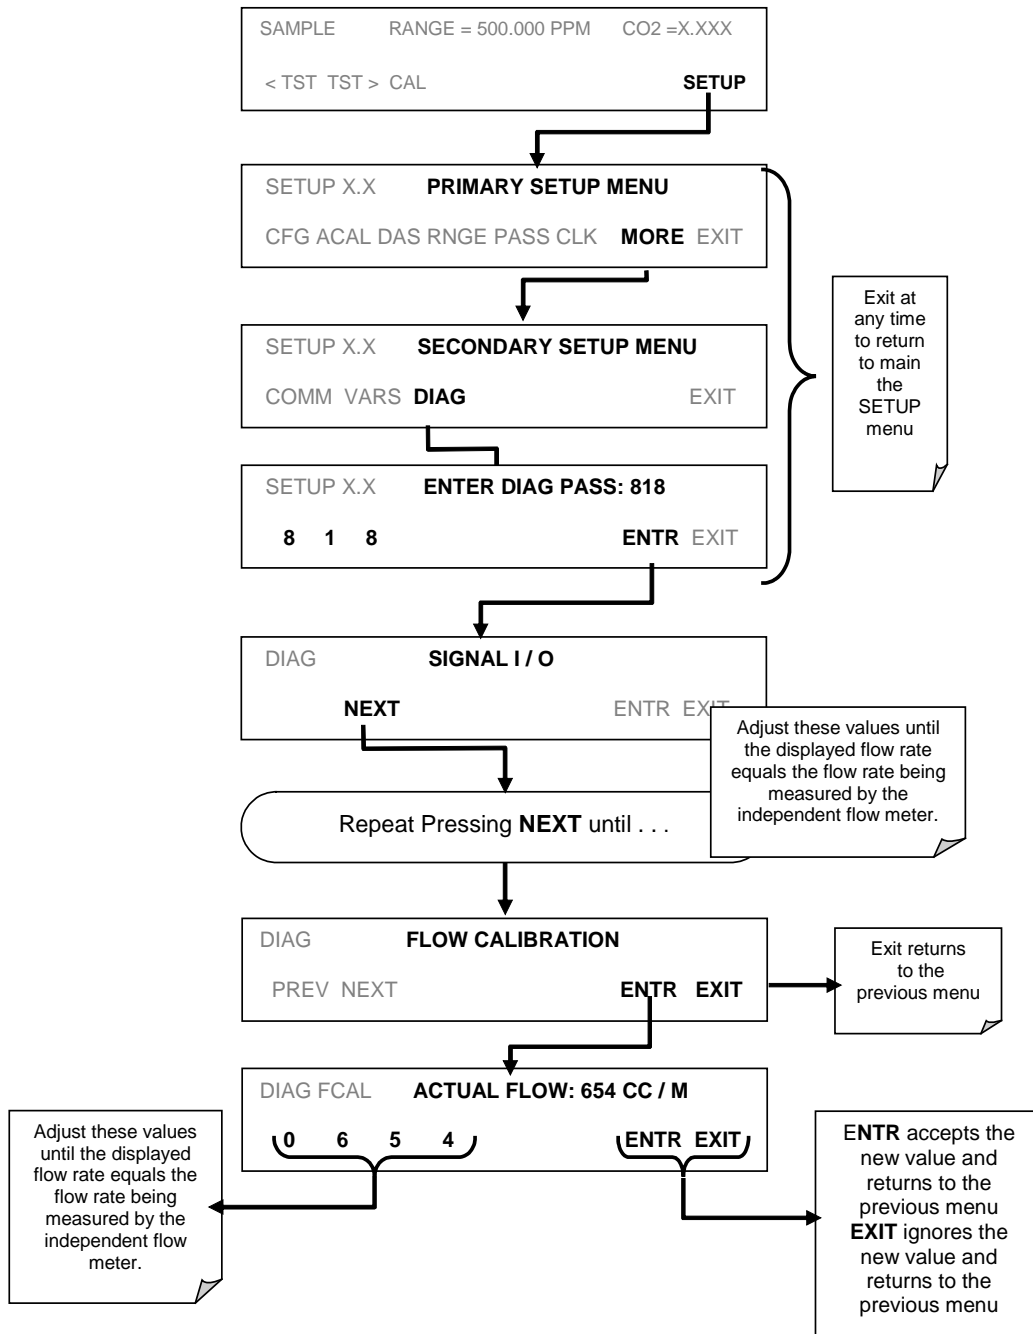 SAMPLE RANGE = 500.000 PPM CO2 =X.XXX
< TST TST > CAL SETUP
SETUP X.X PRIMARY SETUP MENU
CFG ACAL DAS RNGE PASS CLK MORE EXIT
Exit at
any time
to return
to main
the
SETUP
menu
SETUP X.X SECONDARY SETUP MENU
COMM VARS DIAG EXIT
SETUP X.X ENTER DIAG PASS: 818
8 1 8 ENTR EXIT
DIAG SIGNAL I / O
NEXT ENTR EXIT
Adjust these values until
the displayed flow rate
equals the flow rate being
measured by the
independent flow meter.
Repeat Pressing NEXT until . . .
DIAG FLOW CALIBRATION
PREV NEXT ENTR EXIT
Exit returns
to the
previous menu
DIAG FCAL ACTUAL FLOW: 654 CC / M
0 6 5 4 ENTR EXIT
Adjust these values
until the displayed
flow rate equals the
flow rate being
measured by the
independent flow
meter.
ENTR accepts the
new value and
returns to the
previous menu
EXIT ignores the
new value and
returns to the
previous menu